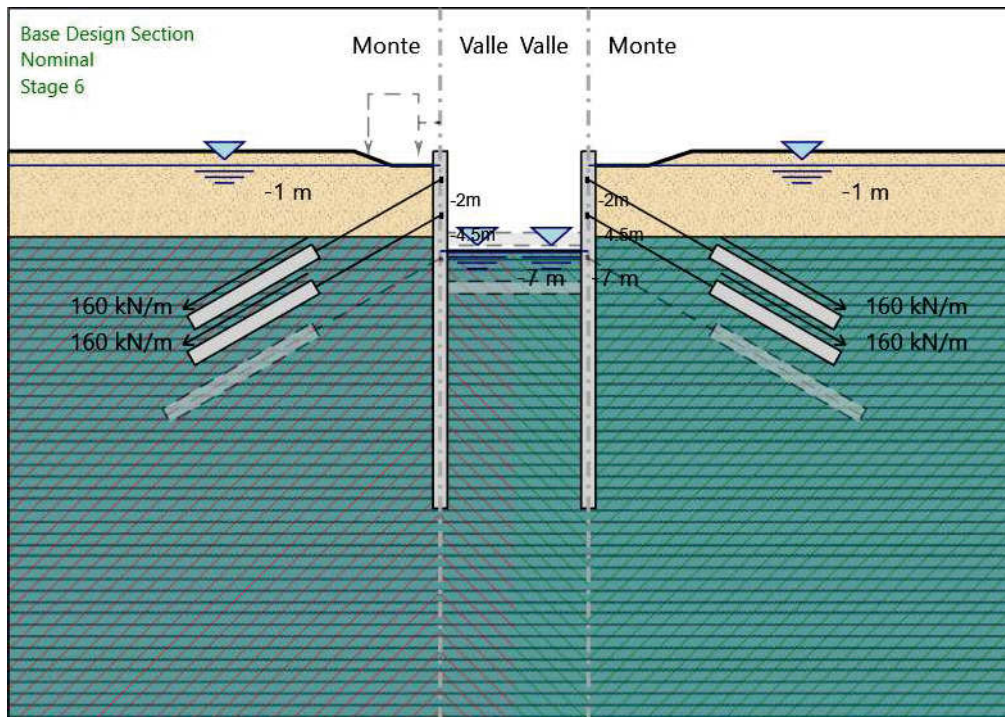 Base Design Section
Nominal
Stage 6
Monte
Valle
Valle
Monte
-1 m
-1 m
-2m
-2m
-4.5m
-4.5m
-7 m
-7 m
160 kN/m
160 kN/m
160 kN/m
160 kN/m